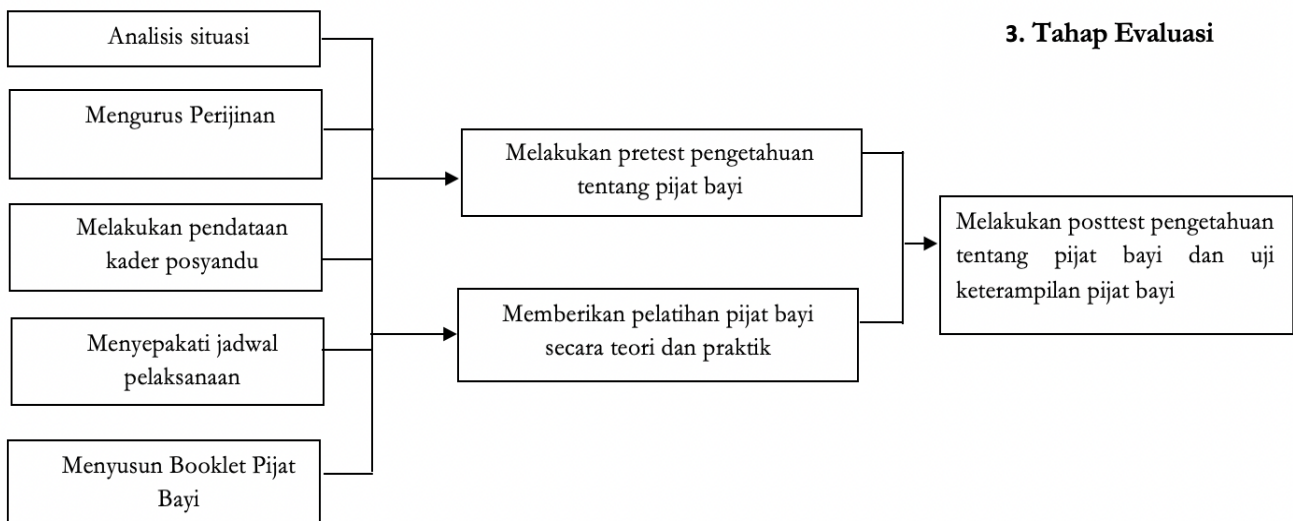 Analisis situasi
3. Tahap Evaluasi
Mengurus Perijinan
Melakukan pendataan
kader posyandu
Menyepakati jadwal
pelaksanaan
Menyusun Booklet Pijat
Bayi
Melakukan pretest pengetahuan
tentang pijat bayi
Memberikan pelatihan pijat bayi
secara teori dan praktik
Melakukan posttest pengetahuan
tentang pijat bayi dan uji
keterampilan pijat bayi